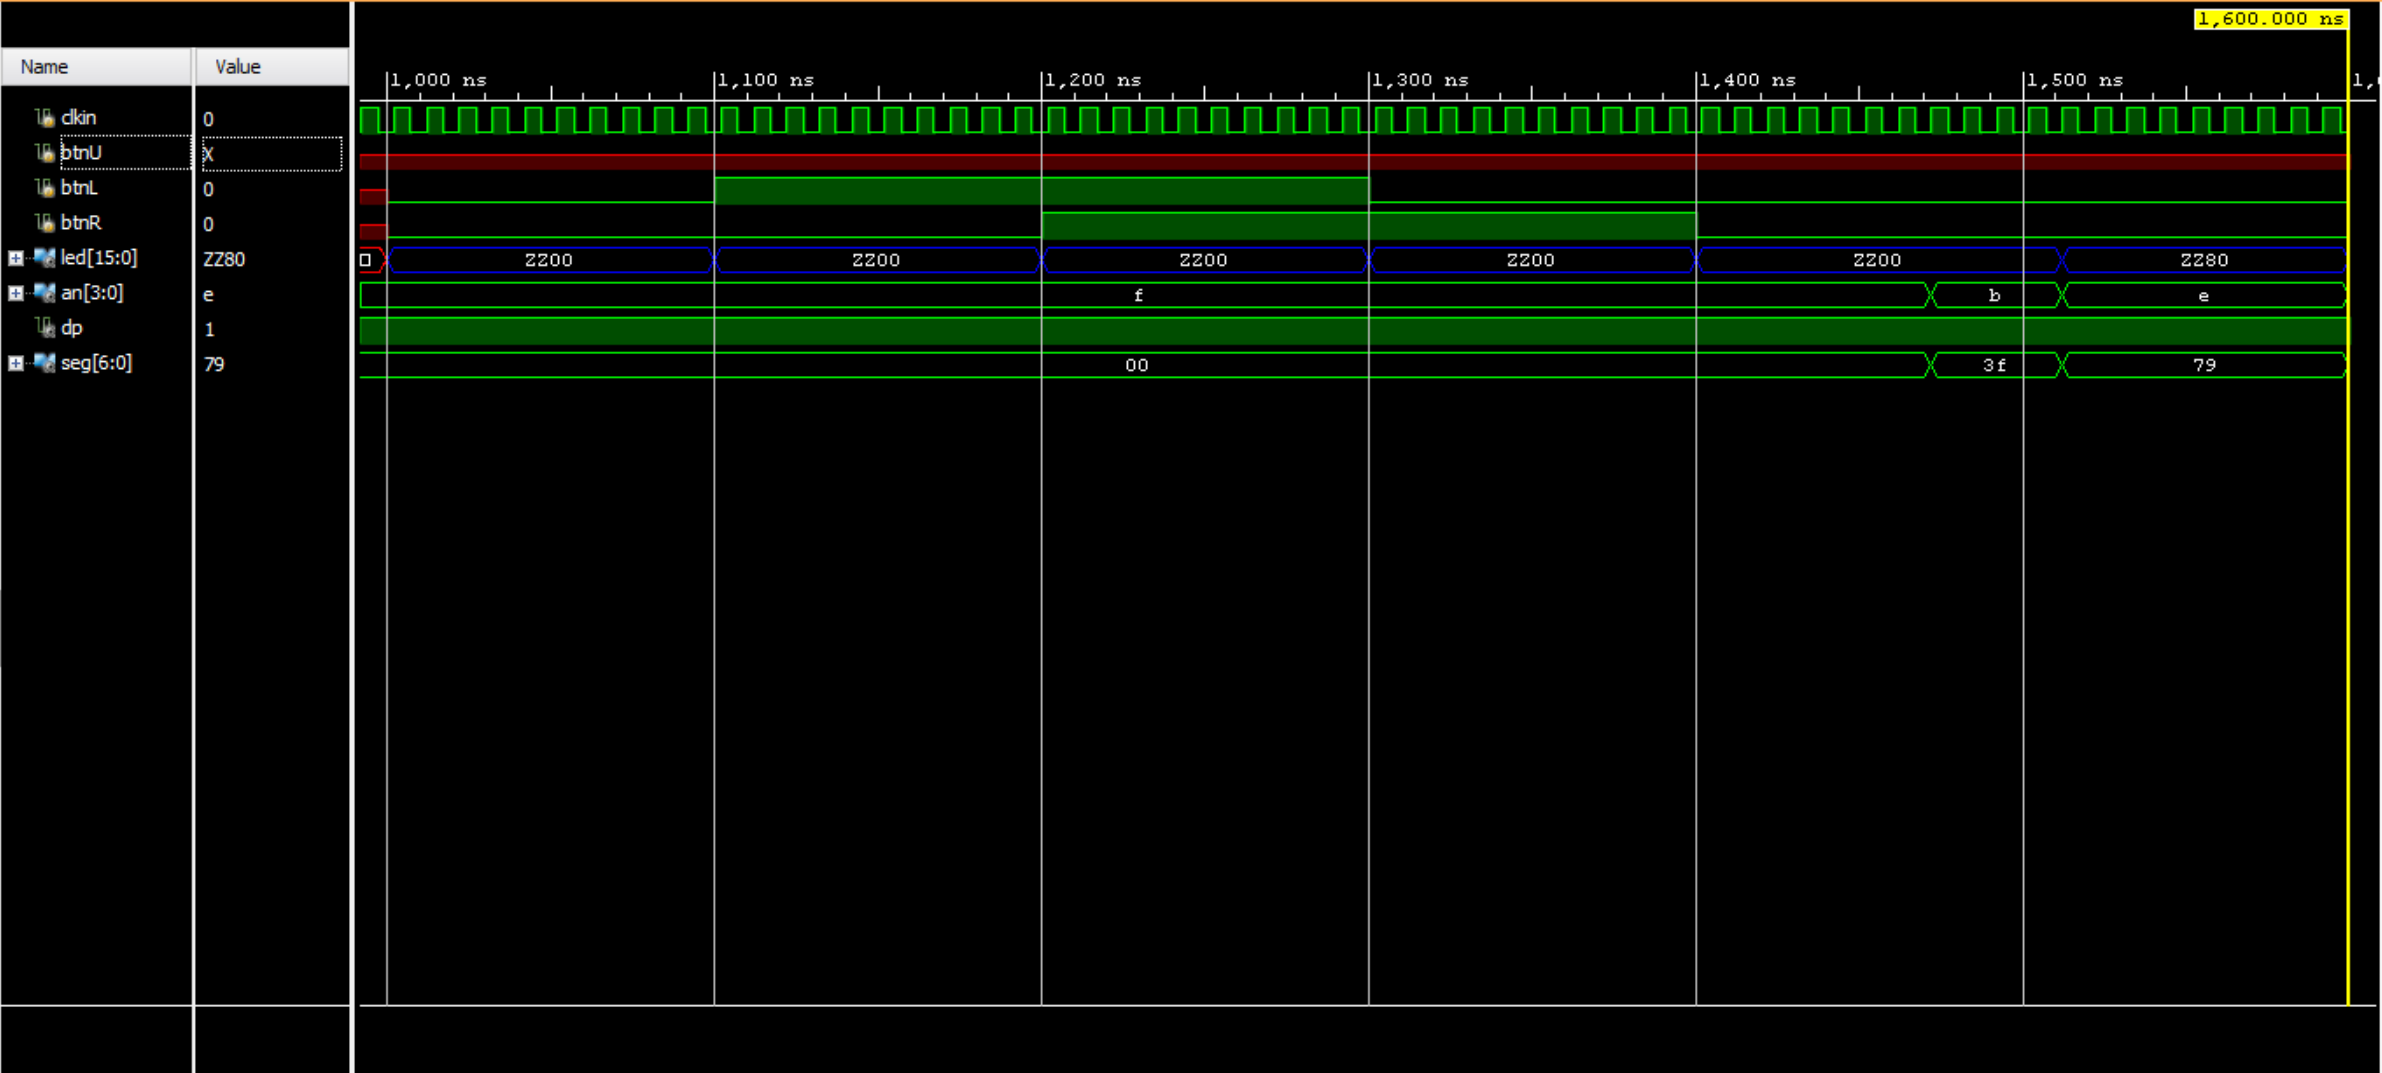 1,600.000 ns
Name Value
1,000 ns 1,100 ns 1,200 ns 1,300 ns 1,400 ns 1,500 ns
clkin 0
btnU X
btnL 0
btnR 0
led[15:0] ZZ80 ZZ00 ZZ00 ZZ00 ZZ00 ZZ00 ZZ80
an[3:0] e f b e
dp 1
seg[6:0] 79 00 3f 79